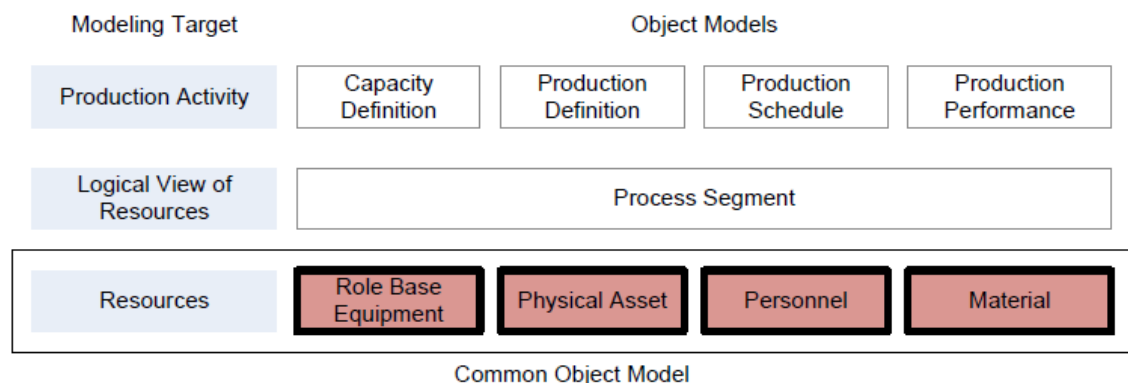 Modeling Target
Object Models
Production Activity
Capacity
Definition
Production
Definition
Production
Schedule
Production
Performance
Logical View of
Resources
Process Segment
Resources
Role Base
Equipment
Physical Asset
Personnel
Material
Common Object Model